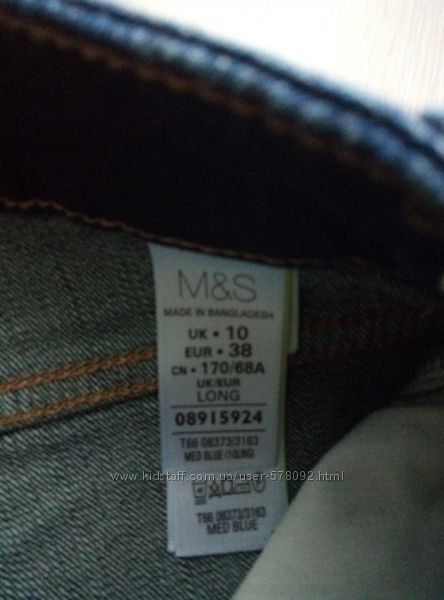 M&S
MADE IN BANGLADESH
UK • 10
EUR • 38
CN • 170/68A
UK/EUR
LONG
08915924
T66 08373/3163
MED BLUE (10LNG)
www.kidstaff.com.ua/user-578092.html
T66 08373/3163
MED BLUE